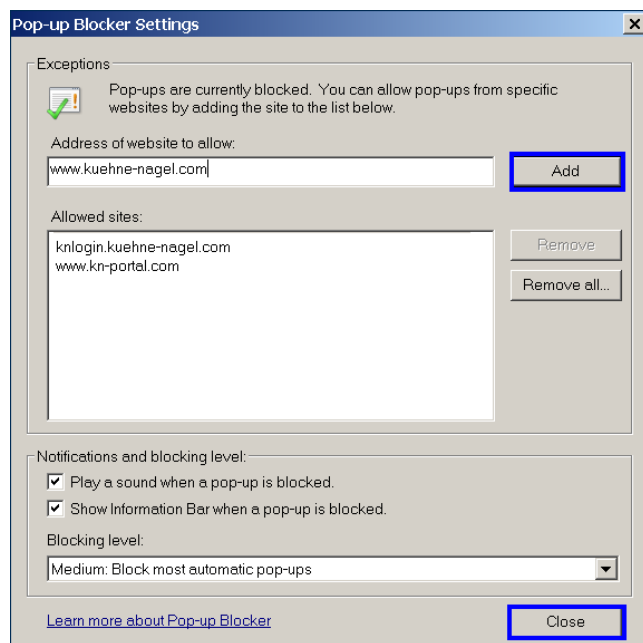 Pop-up Blocker Settings
Exceptions
Pop-ups are currently blocked. You can allow pop-ups from specific
websites by adding the site to the list below.
Address of website to allow:
www.kuehne-nagel.com
Add
Allowed sites:
knlogin.kuehne-nagel.com
www.kn-portal.com
Remove
Remove all...
Notifications and blocking level:
Play a sound when a pop-up is blocked.
Show Information Bar when a pop-up is blocked.
Blocking level:
Medium: Block most automatic pop-ups
Learn more about Pop-up Blocker
Close